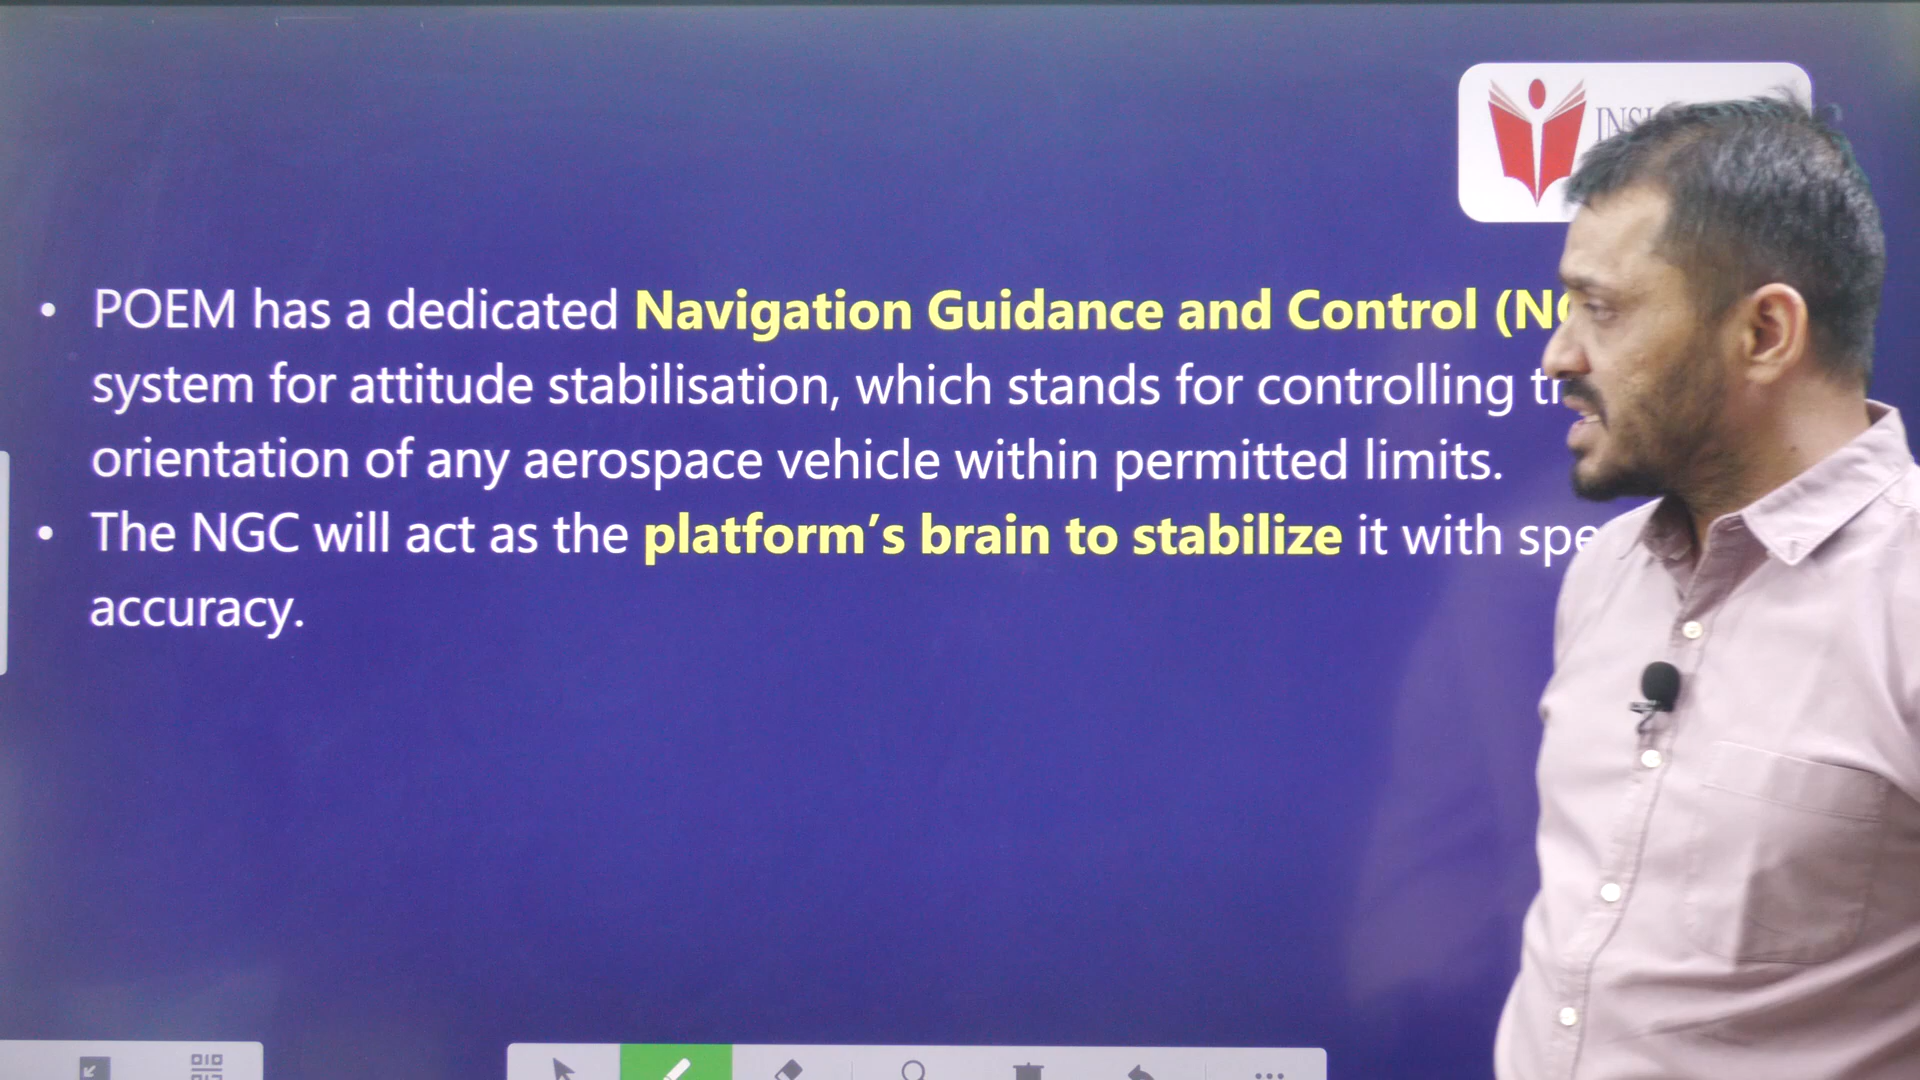 • POEM has a dedicated Navigation Guidance and Control
system for attitude stabilisation, which stands for controlling
orientation of any aerospace vehicle within permitted limits.
• The NGC will act as the platform’s brain to stabilize it with
accuracy.